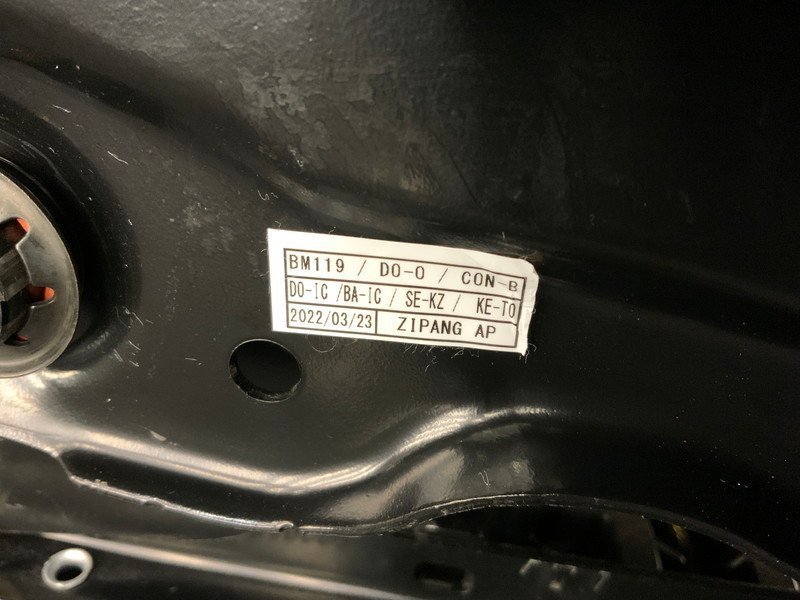 BM119 / DO-O / CON-B
DO-IC /BA-IC / SE-KZ / KE-TO
2022/03/23 ZIPANG AP